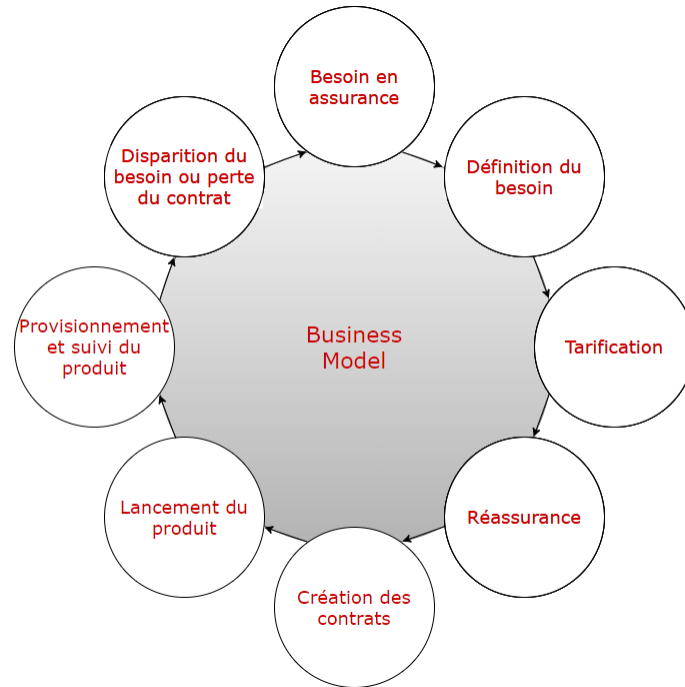 Besoin en
assurance
Définition du
besoin
Tarification
Réassurance
Création des
contrats
Lancement du
produit
Provisionnement
et suivi du
produit
Disparition du
besoin ou perte
du contrat
Business
Model